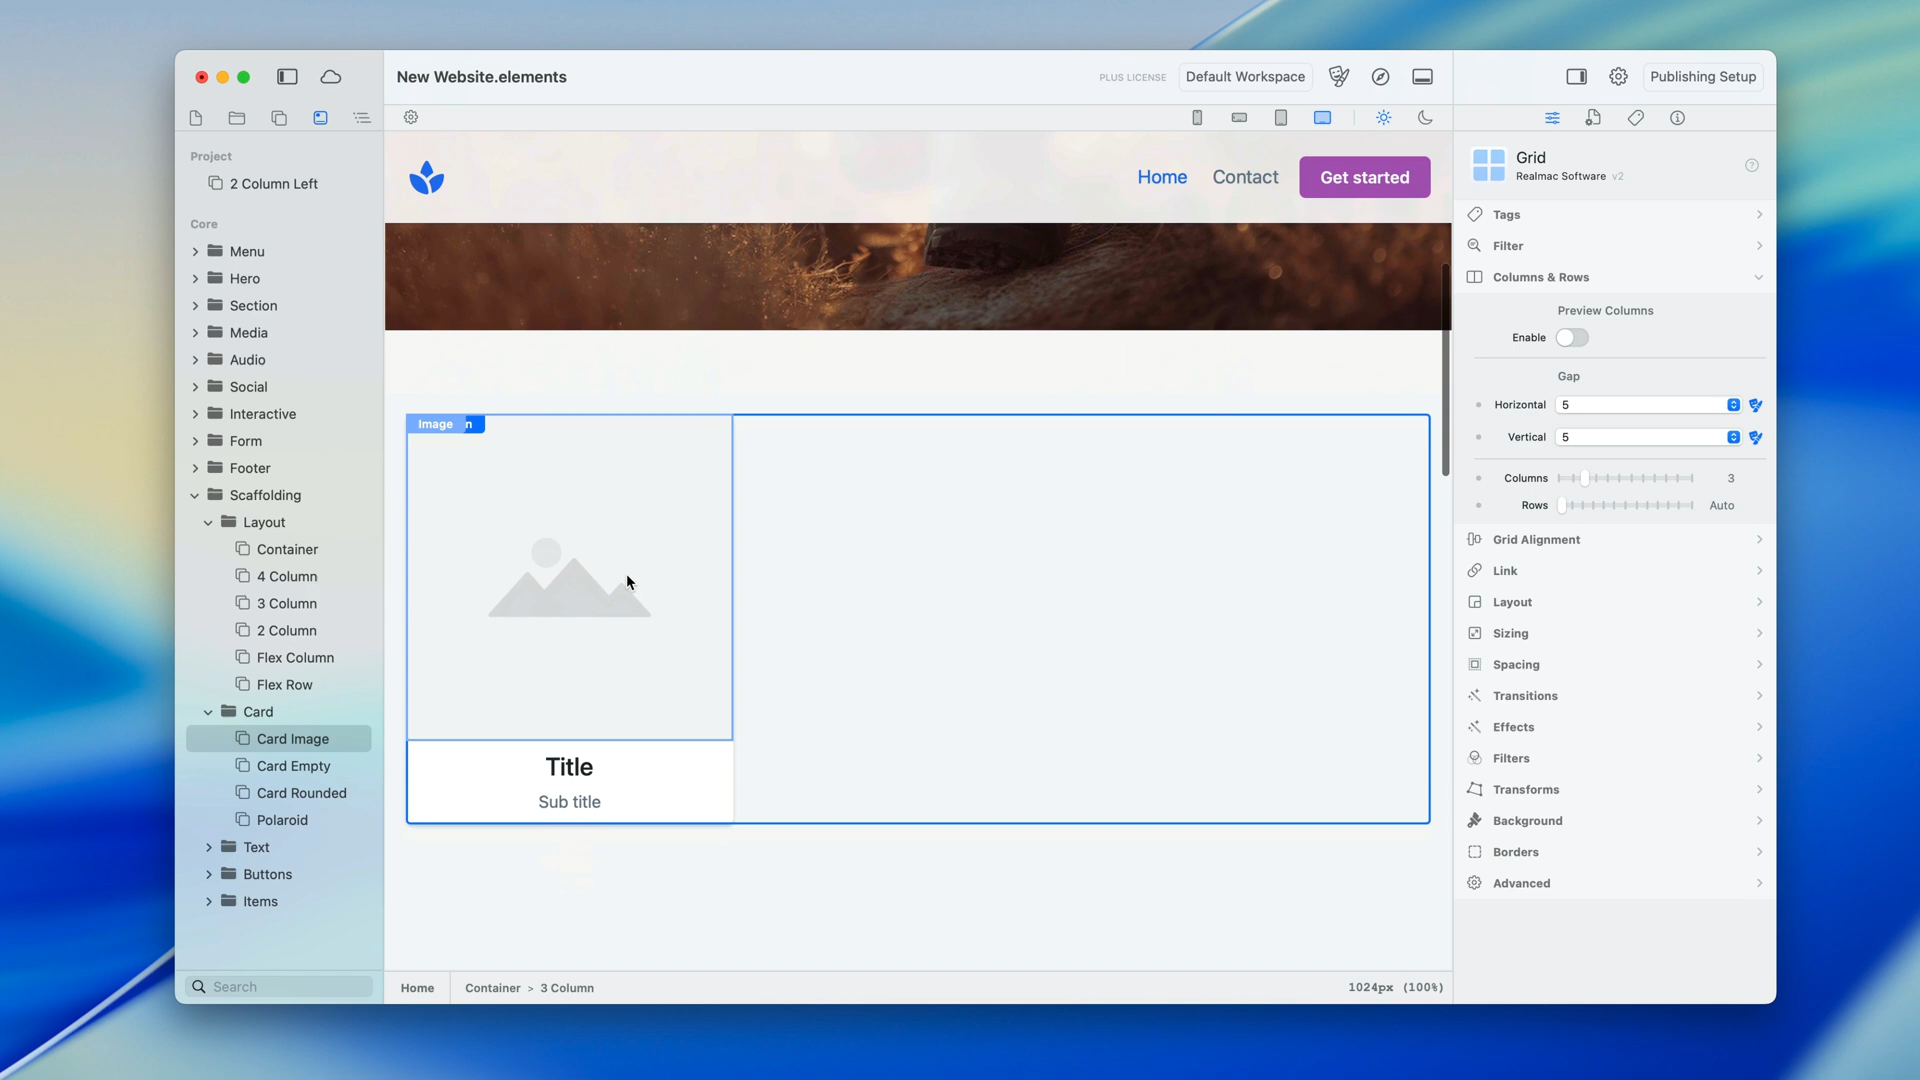 New Website.elements
PLUS LICENSE
Default Workspace
Publishing Setup
Project
2 Column Left
Core
Menu
Hero
Section
Media
Audio
Social
Interactive
Form
Footer
Scaffolding
Layout
Container
4 Column
3 Column
2 Column
Flex Column
Flex Row
Card
Card Image
Card Empty
Card Rounded
Polaroid
Text
Buttons
Items
Search
Home
Contact
Get started
Image n
Title
Sub title
Home
Container > 3 Column
1024px (100%)
Grid
Realmac Software v2
Tags
Filter
Columns & Rows
Preview Columns
Enable
Gap
Horizontal 5
Vertical 5
Columns 3
Rows Auto
Grid Alignment
Link
Layout
Sizing
Spacing
Transitions
Effects
Filters
Transforms
Background
Borders
Advanced